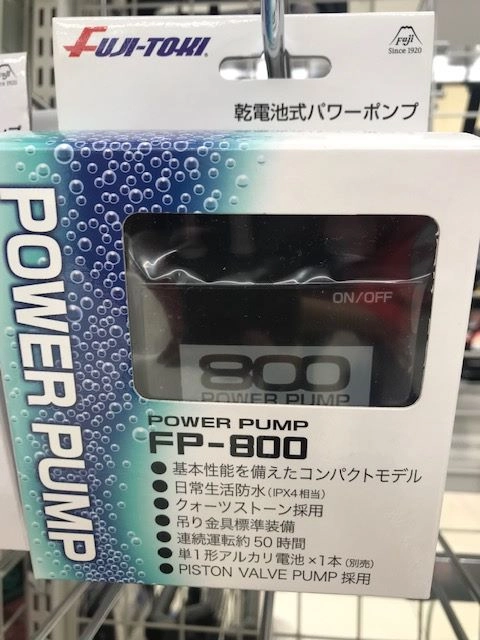 FUJI-TOKI
Fuji
Since 1920
乾電池式パワーポンプ
POWER PUMP
ON/OFF
800
POWER PUMP
POWER PUMP
FP-800
● 基本性能を備えたコンパクトモデル
● 日常生活防水(IPX4相当)
● クォーツストーン採用
● 吊り金具標準装備
● 連続運転約50時間
● 単1形アルカリ電池×1本(別売)
● PISTON VALVE PUMP 採用